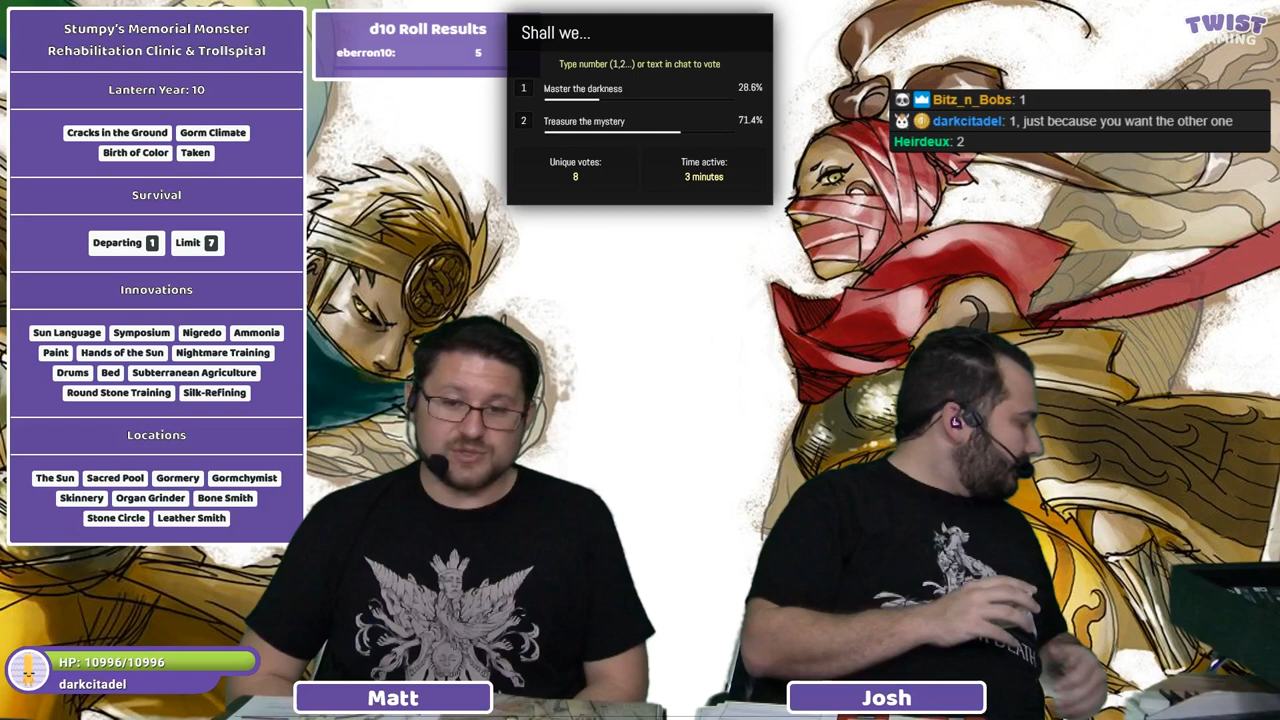 Stumpy's Memorial Monster
Rehabilitation Clinic & Trollspital
Lantern Year: 10
Cracks in the Ground Gorm Climate
Birth of Color Taken
Survival
Departing 1 Limit 7
Innovations
Sun Language Symposium Nigredo Ammonia
Paint Hands of the Sun Nightmare Training
Drums Bed Subterranean Agriculture
Round Stone Training Silk-Refining
Locations
The Sun Sacred Pool Gormery Gormchymist
Skinnery Organ Grinder Bone Smith
Stone Circle Leather Smith
HP: 10996/10996
darkcitadel
d10 Roll Results
eberron10: 5
Shall we...
Type number (1,2...) or text in chat to vote
1 Master the darkness 28.6%
2 Treasure the mystery 71.4%
Unique votes: Time active:
8 3 minutes
TWIST
GAMING
Bitz_n_Bobs: 1
darkcitadel: 1, just because you want the other one
Heirdeux: 2
Matt
Josh